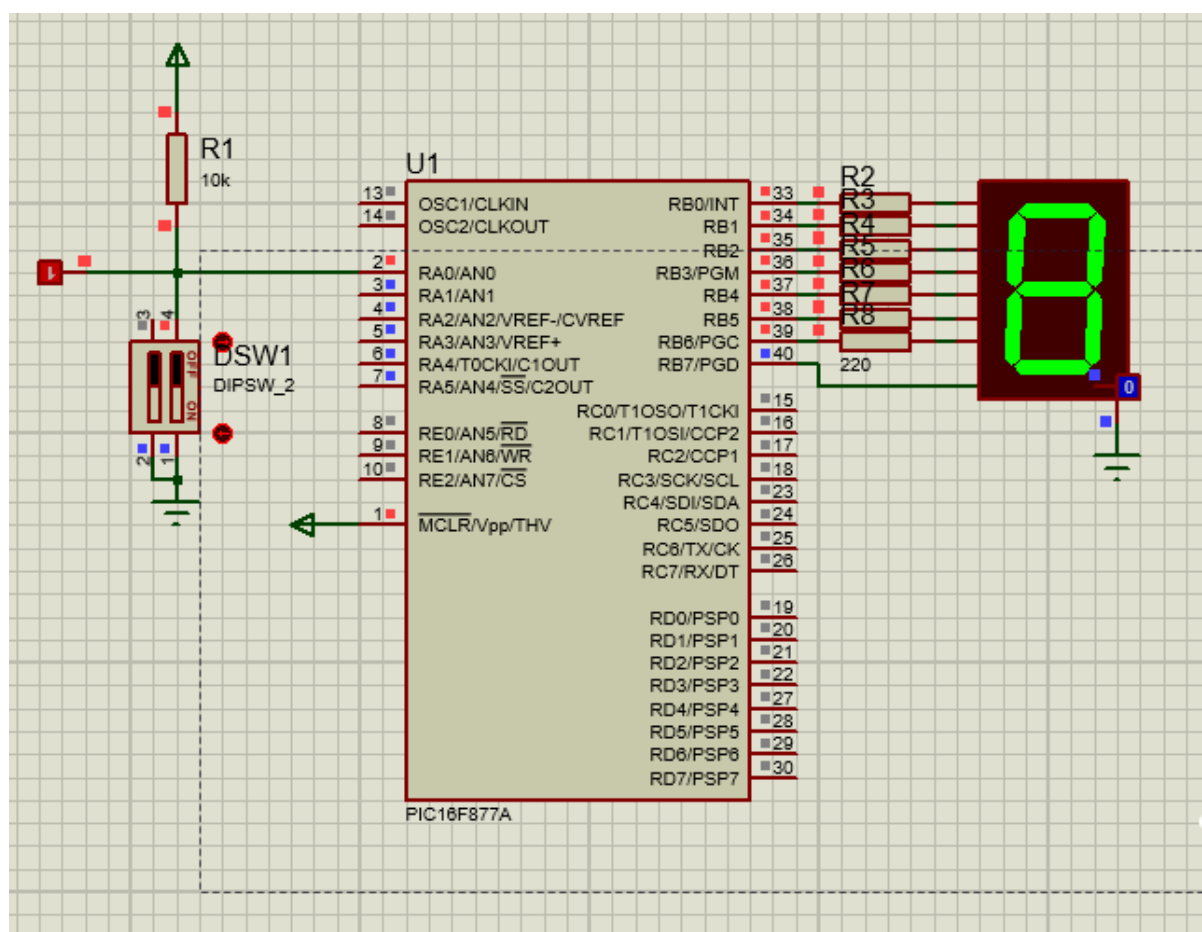 R1
10k
1
3
4
OFF
ON
DSW1
DIPSW_2
2
1
U1
13
OSC1/CLKIN
14
OSC2/CLKOUT
2
RA0/AN0
3
RA1/AN1
4
RA2/AN2/VREF-/CVREF
5
RA3/AN3/VREF+
6
RA4/T0CKI/C1OUT
7
RA5/AN4/SS/C2OUT
8
RE0/AN5/RD
9
RE1/AN6/WR
10
RE2/AN7/CS
1
MCLR/Vpp/THV
RB0/INT
33
RB1
34
RB2
35
RB3/PGM
36
RB4
37
RB5
38
RB6/PGC
39
RB7/PGD
40
RC0/T1OSO/T1CKI
15
RC1/T1OSI/CCP2
16
RC2/CCP1
17
RC3/SCK/SCL
18
RC4/SDI/SDA
23
RC5/SDO
24
RC6/TX/CK
25
RC7/RX/DT
26
RD0/PSP0
19
RD1/PSP1
20
RD2/PSP2
21
RD3/PSP3
22
RD4/PSP4
27
RD5/PSP5
28
RD6/PSP6
29
RD7/PSP7
30
PIC16F877A
R2
R3
R4
R5
R6
R7
R8
220
8
0